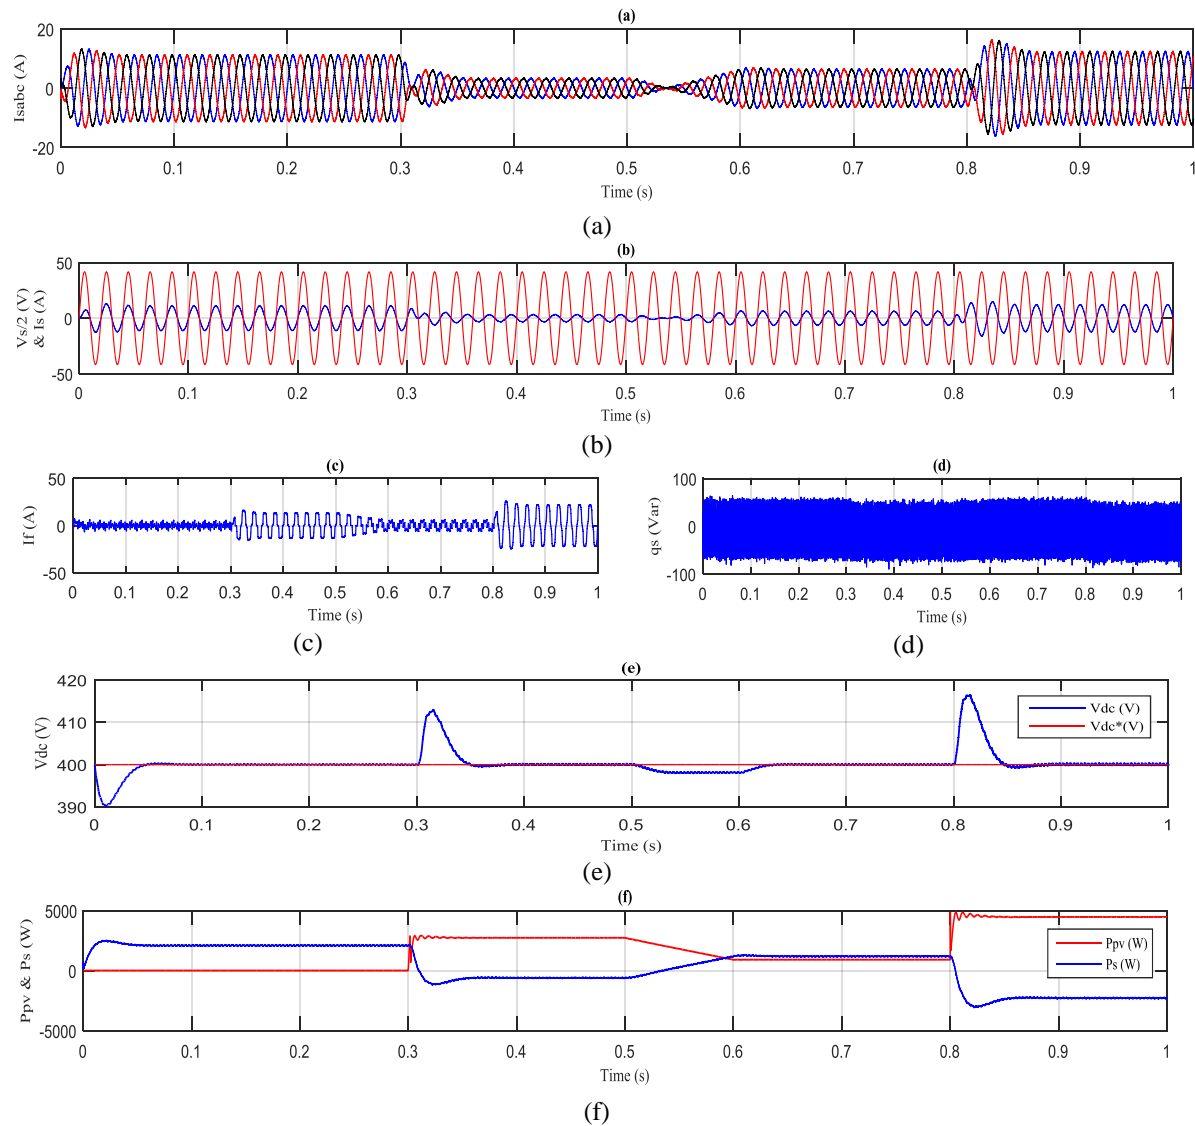 (a)
Isabc (A)
20
0
-20
0 0.1 0.2 0.3 0.4 0.5 0.6 0.7 0.8 0.9 1
Time (s)
(a)
(b)
Vs/2 (V)
& Is (A)
50
0
-50
0 0.1 0.2 0.3 0.4 0.5 0.6 0.7 0.8 0.9 1
Time (s)
(b)
(c)
If (A)
50
0
-50
0 0.1 0.2 0.3 0.4 0.5 0.6 0.7 0.8 0.9 1
Time (s)
(c)
(d)
qs (Var)
100
0
-100
0 0.1 0.2 0.3 0.4 0.5 0.6 0.7 0.8 0.9 1
Time (s)
(d)
(e)
Vdc (V)
420
410
400
390
Vdc (V)
Vdc*(V)
0 0.1 0.2 0.3 0.4 0.5 0.6 0.7 0.8 0.9 1
Time (s)
(e)
(f)
Ppv & Ps (W)
5000
0
-5000
Ppv (W)
Ps (W)
0 0.1 0.2 0.3 0.4 0.5 0.6 0.7 0.8 0.9 1
Time (s)
(f)